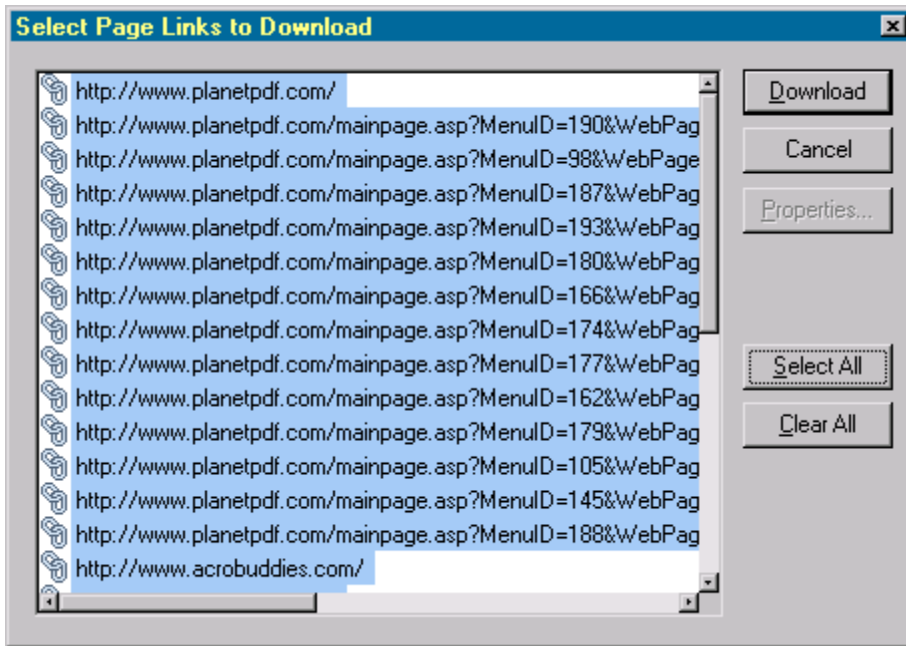 Select Page Links to Download
http://www.planetpdf.com/
http://www.planetpdf.com/mainpage.asp?MenuID=190&WebPag
http://www.planetpdf.com/mainpage.asp?MenuID=98&WebPage
http://www.planetpdf.com/mainpage.asp?MenuID=187&WebPag
http://www.planetpdf.com/mainpage.asp?MenuID=193&WebPag
http://www.planetpdf.com/mainpage.asp?MenuID=180&WebPag
http://www.planetpdf.com/mainpage.asp?MenuID=166&WebPag
http://www.planetpdf.com/mainpage.asp?MenuID=174&WebPag
http://www.planetpdf.com/mainpage.asp?MenuID=177&WebPag
http://www.planetpdf.com/mainpage.asp?MenuID=162&WebPag
http://www.planetpdf.com/mainpage.asp?MenuID=179&WebPag
http://www.planetpdf.com/mainpage.asp?MenuID=105&WebPag
http://www.planetpdf.com/mainpage.asp?MenuID=145&WebPag
http://www.planetpdf.com/mainpage.asp?MenuID=188&WebPag
http://www.acrobuddies.com/
Download
Cancel
Properties...
Select All
Clear All